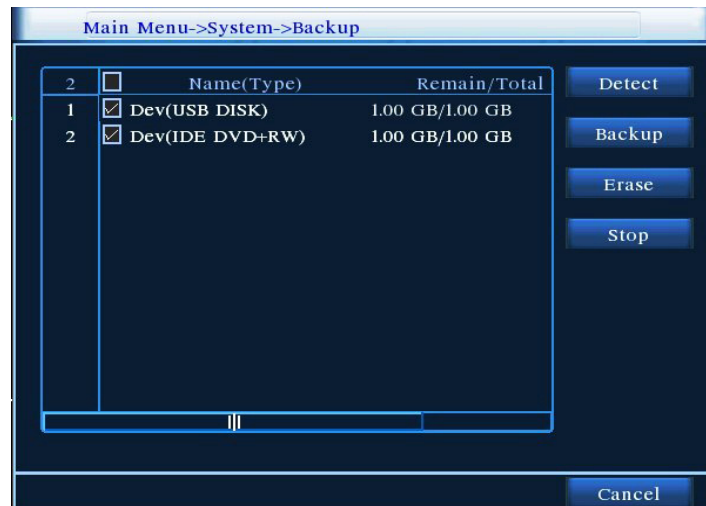 Main Menu->System->Backup
2 Name(Type) Remain/Total
1 Dev(USB DISK) 1.00 GB/1.00 GB
2 Dev(IDE DVD+RW) 1.00 GB/1.00 GB
Detect
Backup
Erase
Stop
Cancel